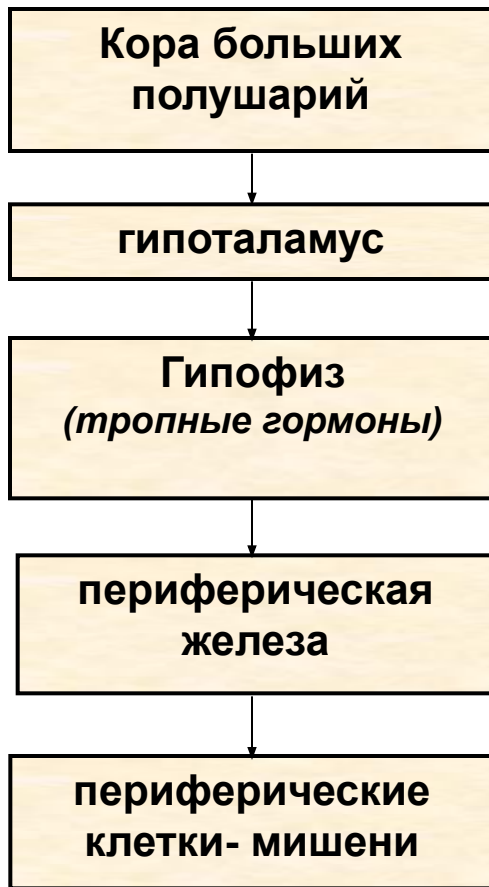 Кора больших
полушарий
гипоталамус
Гипофиз
(тропные гормоны)
периферическая
железа
периферические
клетки- мишени